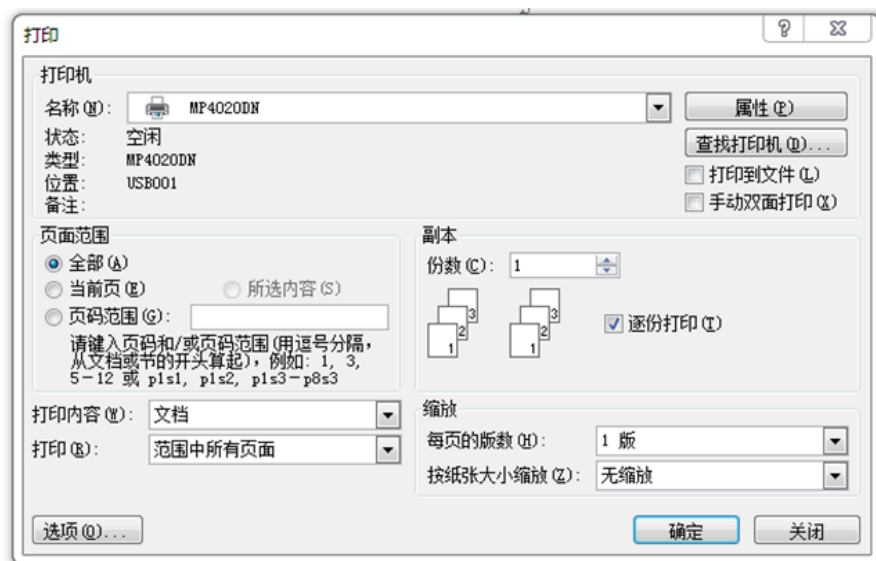 打印
打印机
名称(N): MP4020DN 属性(P)
状态: 空闲 查找打印机(D)...
类型: MP4020DN
位置: USB001 打印到文件(L)
备注: 手动双面打印(X)
页面范围
全部(A)
当前页(E) 所选内容(S)
页码范围(G):
请键入页码和/或页码范围(用逗号分隔，
从文档或节的开头算起)，例如: 1, 3,
5-12 或 p1s1, p1s2, p1s3-p8s3
副本
份数(C): 1
1 2 3 1 2 3 逐份打印(T)
打印内容(W): 文档
打印(R): 范围中所有页面
缩放
每页的版数(H): 1 版
按纸张大小缩放(Z): 无缩放
选项(O)... 确定 关闭